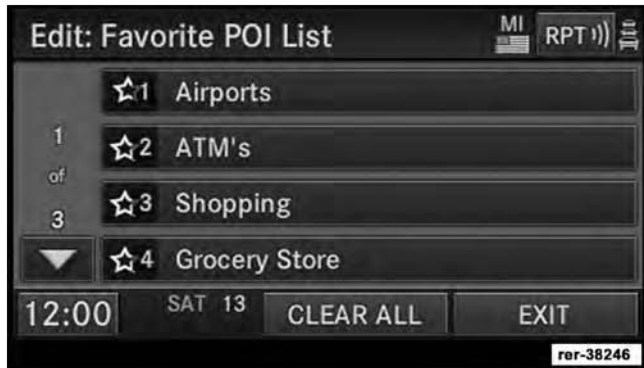 Edit: Favorite POI List
MI
RPT
1 Airports
2 ATM's
3 Shopping
4 Grocery Store
1
of
3
12:00
SAT 13
CLEAR ALL
EXIT
rer-38246